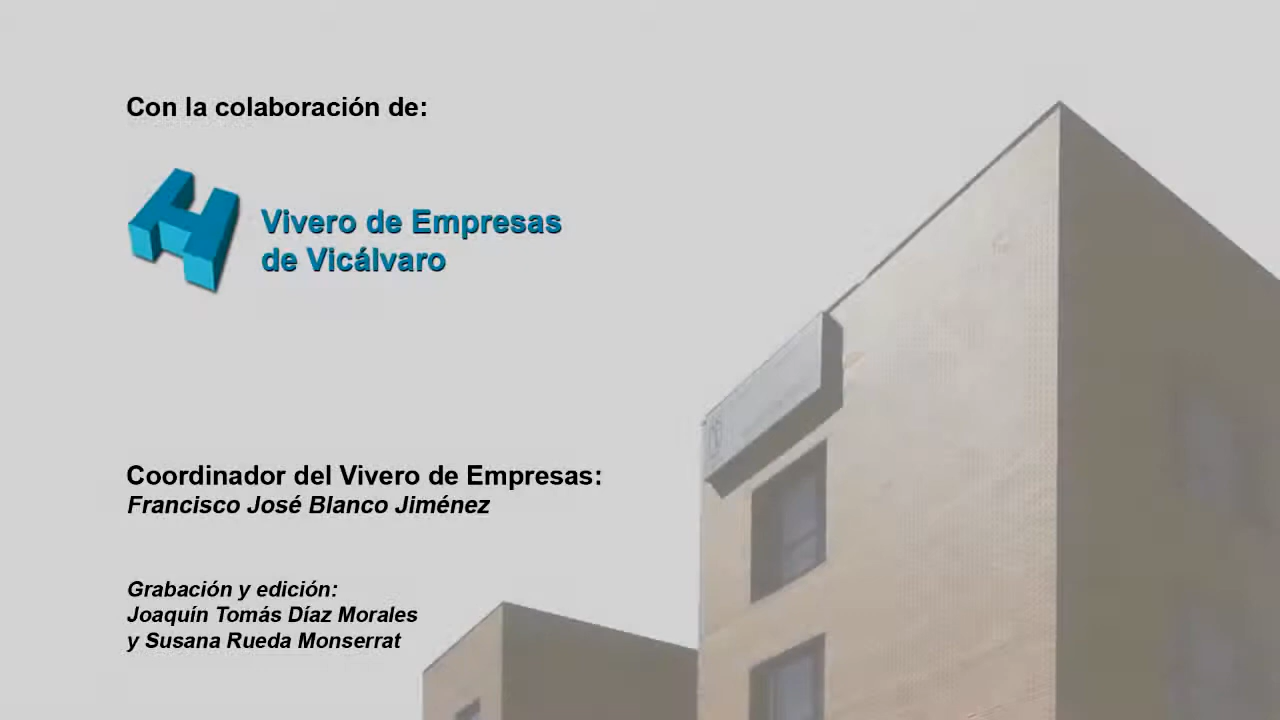 Con la colaboración de:
Vivero de Empresas
de Vicálvaro
Coordinador del Vivero de Empresas:
Francisco José Blanco Jiménez
Grabación y edición:
Joaquín Tomás Díaz Morales
y Susana Rueda Monserrat